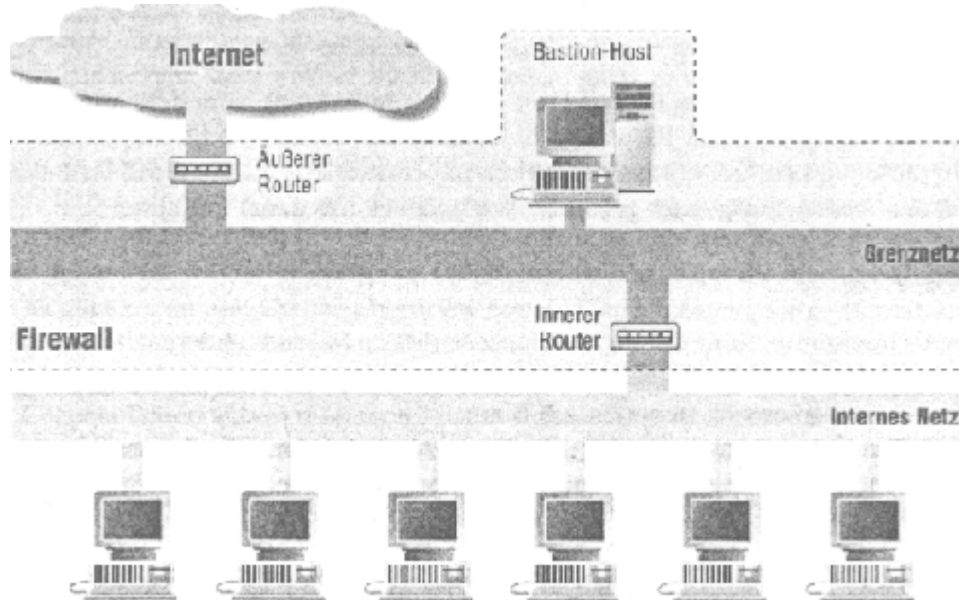 Internet
Bastion-Host
Äußerer
Router
Grenznetz
Innerer
Router
Firewall
Internes Netz